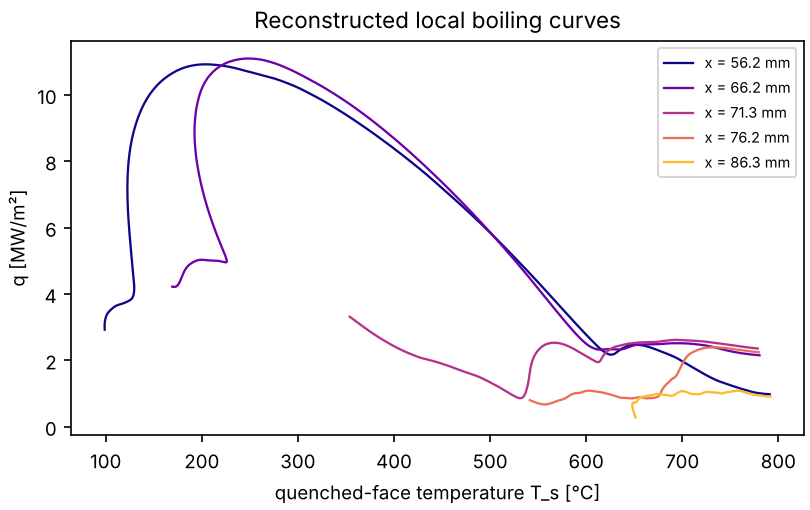 Reconstructed local boiling curves
q [MW/m²]
10
8
6
4
2
0
x = 56.2 mm
x = 66.2 mm
x = 71.3 mm
x = 76.2 mm
x = 86.3 mm
100 200 300 400 500 600 700 800
quenched-face temperature T_s [°C]